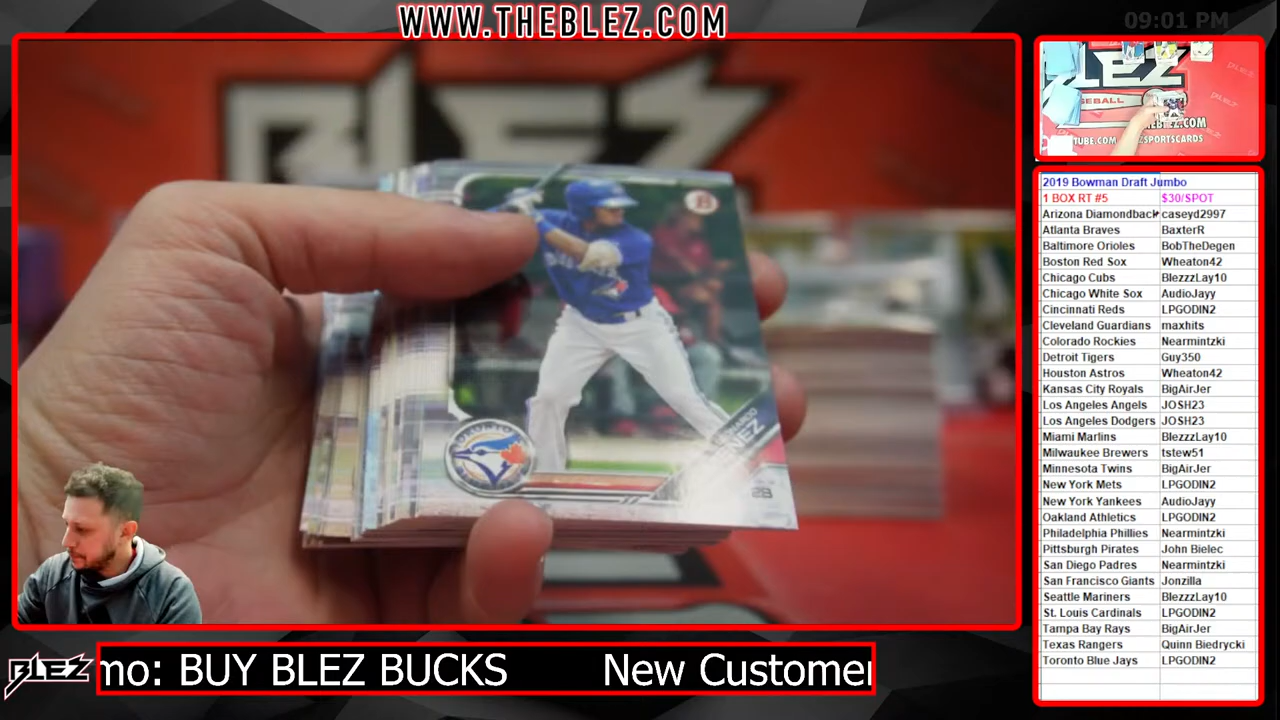 WWW.THEBLEZ.COM
09:01 PM
BLEZ
2019 Bowman Draft Jumbo
1 BOX RT #5 $30/SPOT
Arizona Diamondback caseyd2997
Atlanta Braves BaxterR
Baltimore Orioles BobTheDegen
Boston Red Sox Wheaton42
Chicago Cubs BlezzzLay10
Chicago White Sox AudioJayy
Cincinnati Reds LPGODIN2
Cleveland Guardians maxhits
Colorado Rockies Nearmintzki
Detroit Tigers Guy350
Houston Astros Wheaton42
Kansas City Royals BigAirJer
Los Angeles Angels JOSH23
Los Angeles Dodgers JOSH23
Miami Marlins BlezzzLay10
Milwaukee Brewers tstew51
Minnesota Twins BigAirJer
New York Mets LPGODIN2
New York Yankees AudioJayy
Oakland Athletics LPGODIN2
Philadelphia Phillies Nearmintzki
Pittsburgh Pirates John Bielec
San Diego Padres Nearmintzki
San Francisco Giants Jonzilla
Seattle Mariners BlezzzLay10
St. Louis Cardinals LPGODIN2
Tampa Bay Rays BigAirJer
Texas Rangers Quinn Biedrycki
Toronto Blue Jays LPGODIN2
2B
BLEZ
mo: BUY BLEZ BUCKS New Customer